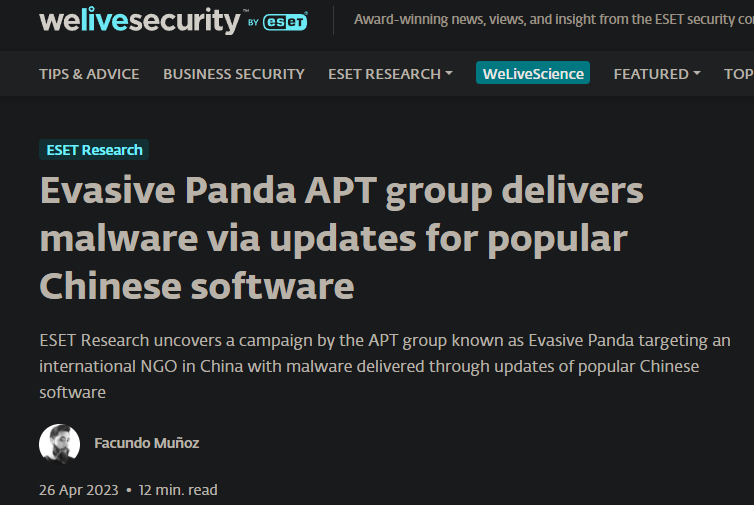 welivesecurity™ BY eseT®
Award-winning news, views, and insight from the ESET security co
TIPS & ADVICE
BUSINESS SECURITY
ESET RESEARCH
WeLiveScience
FEATURED
TOP
ESET Research
Evasive Panda APT group delivers
malware via updates for popular
Chinese software
ESET Research uncovers a campaign by the APT group known as Evasive Panda targeting an
international NGO in China with malware delivered through updates of popular Chinese
software
Facundo Muñoz
26 Apr 2023 • 12 min. read